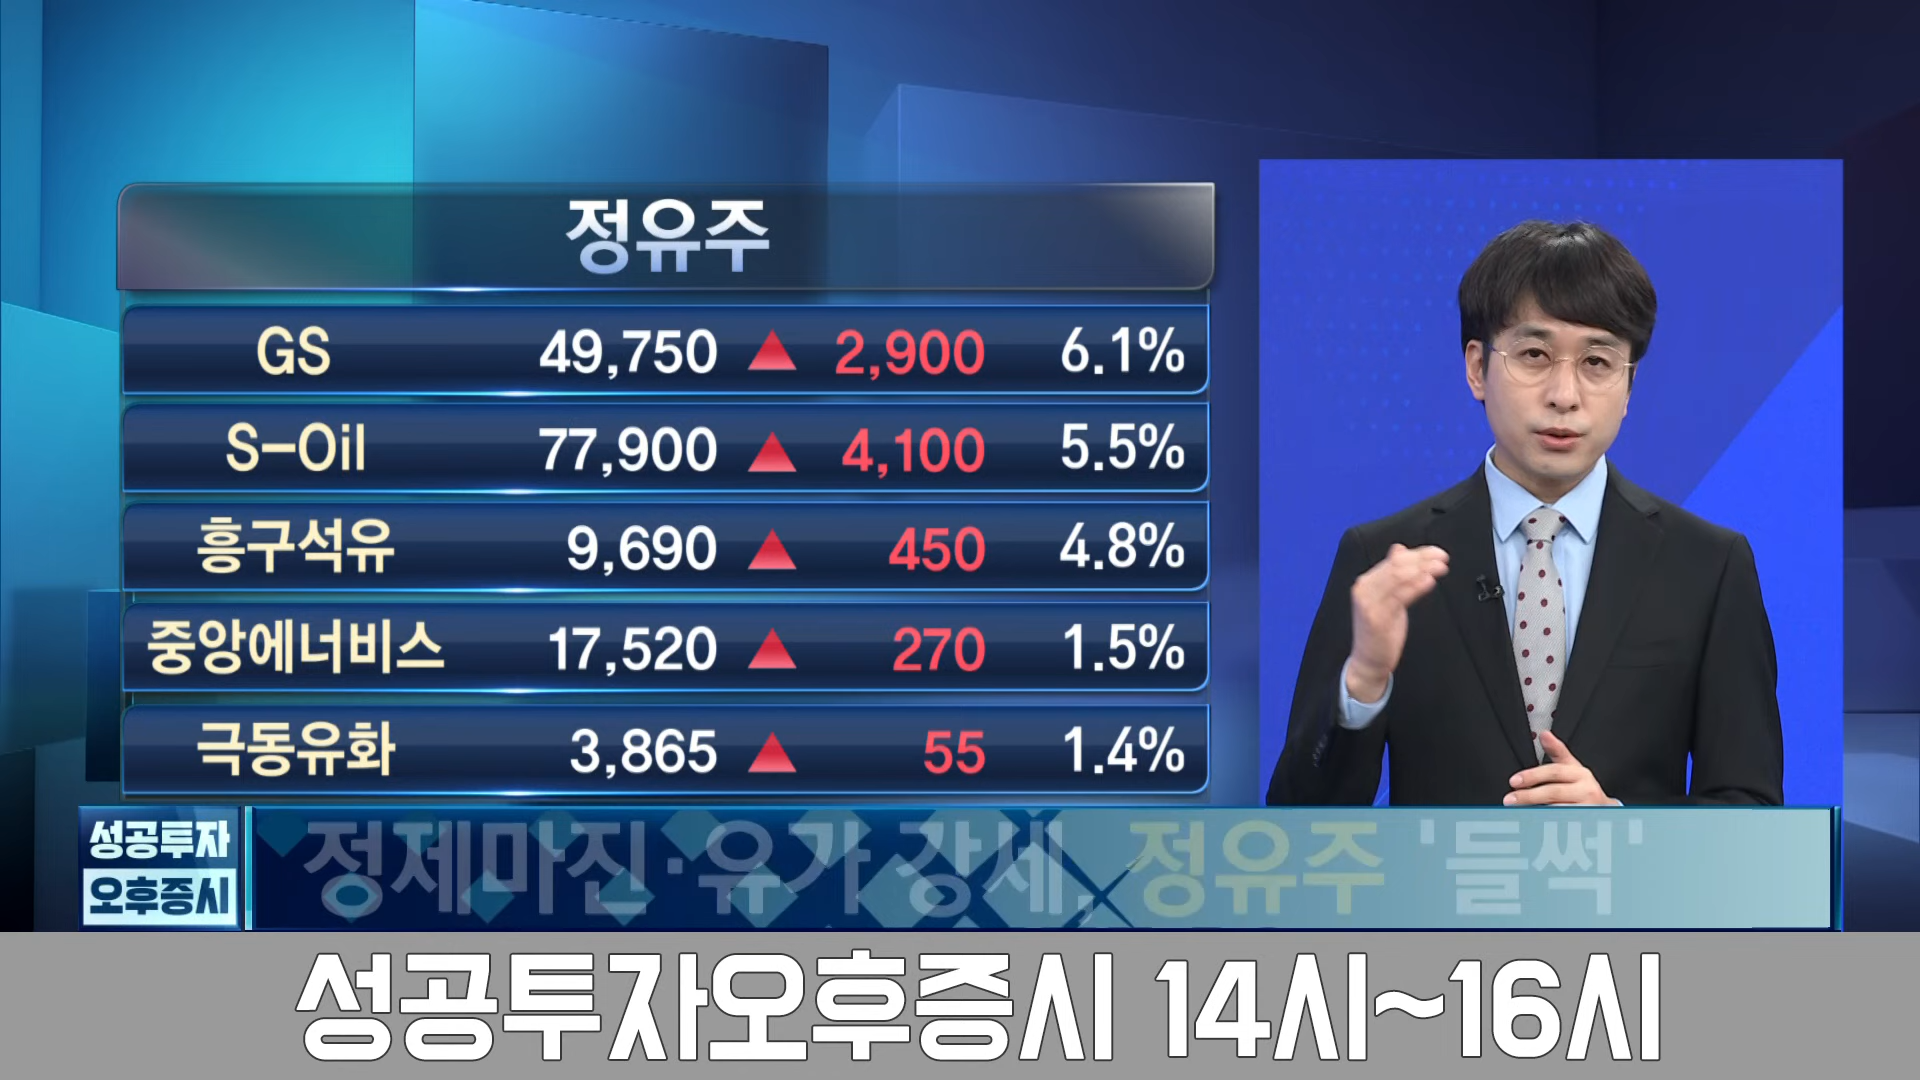 정유주
GS 49,750 ▲ 2,900 6.1%
S-Oil 77,900 ▲ 4,100 5.5%
흥구석유 9,690 ▲ 450 4.8%
중앙에너비스 17,520 ▲ 270 1.5%
극동유화 3,865 ▲ 55 1.4%
성공투자
오후증시
정제마진·유가 강세, 정유주 '들썩'
성공투자오후증시 14시~16시